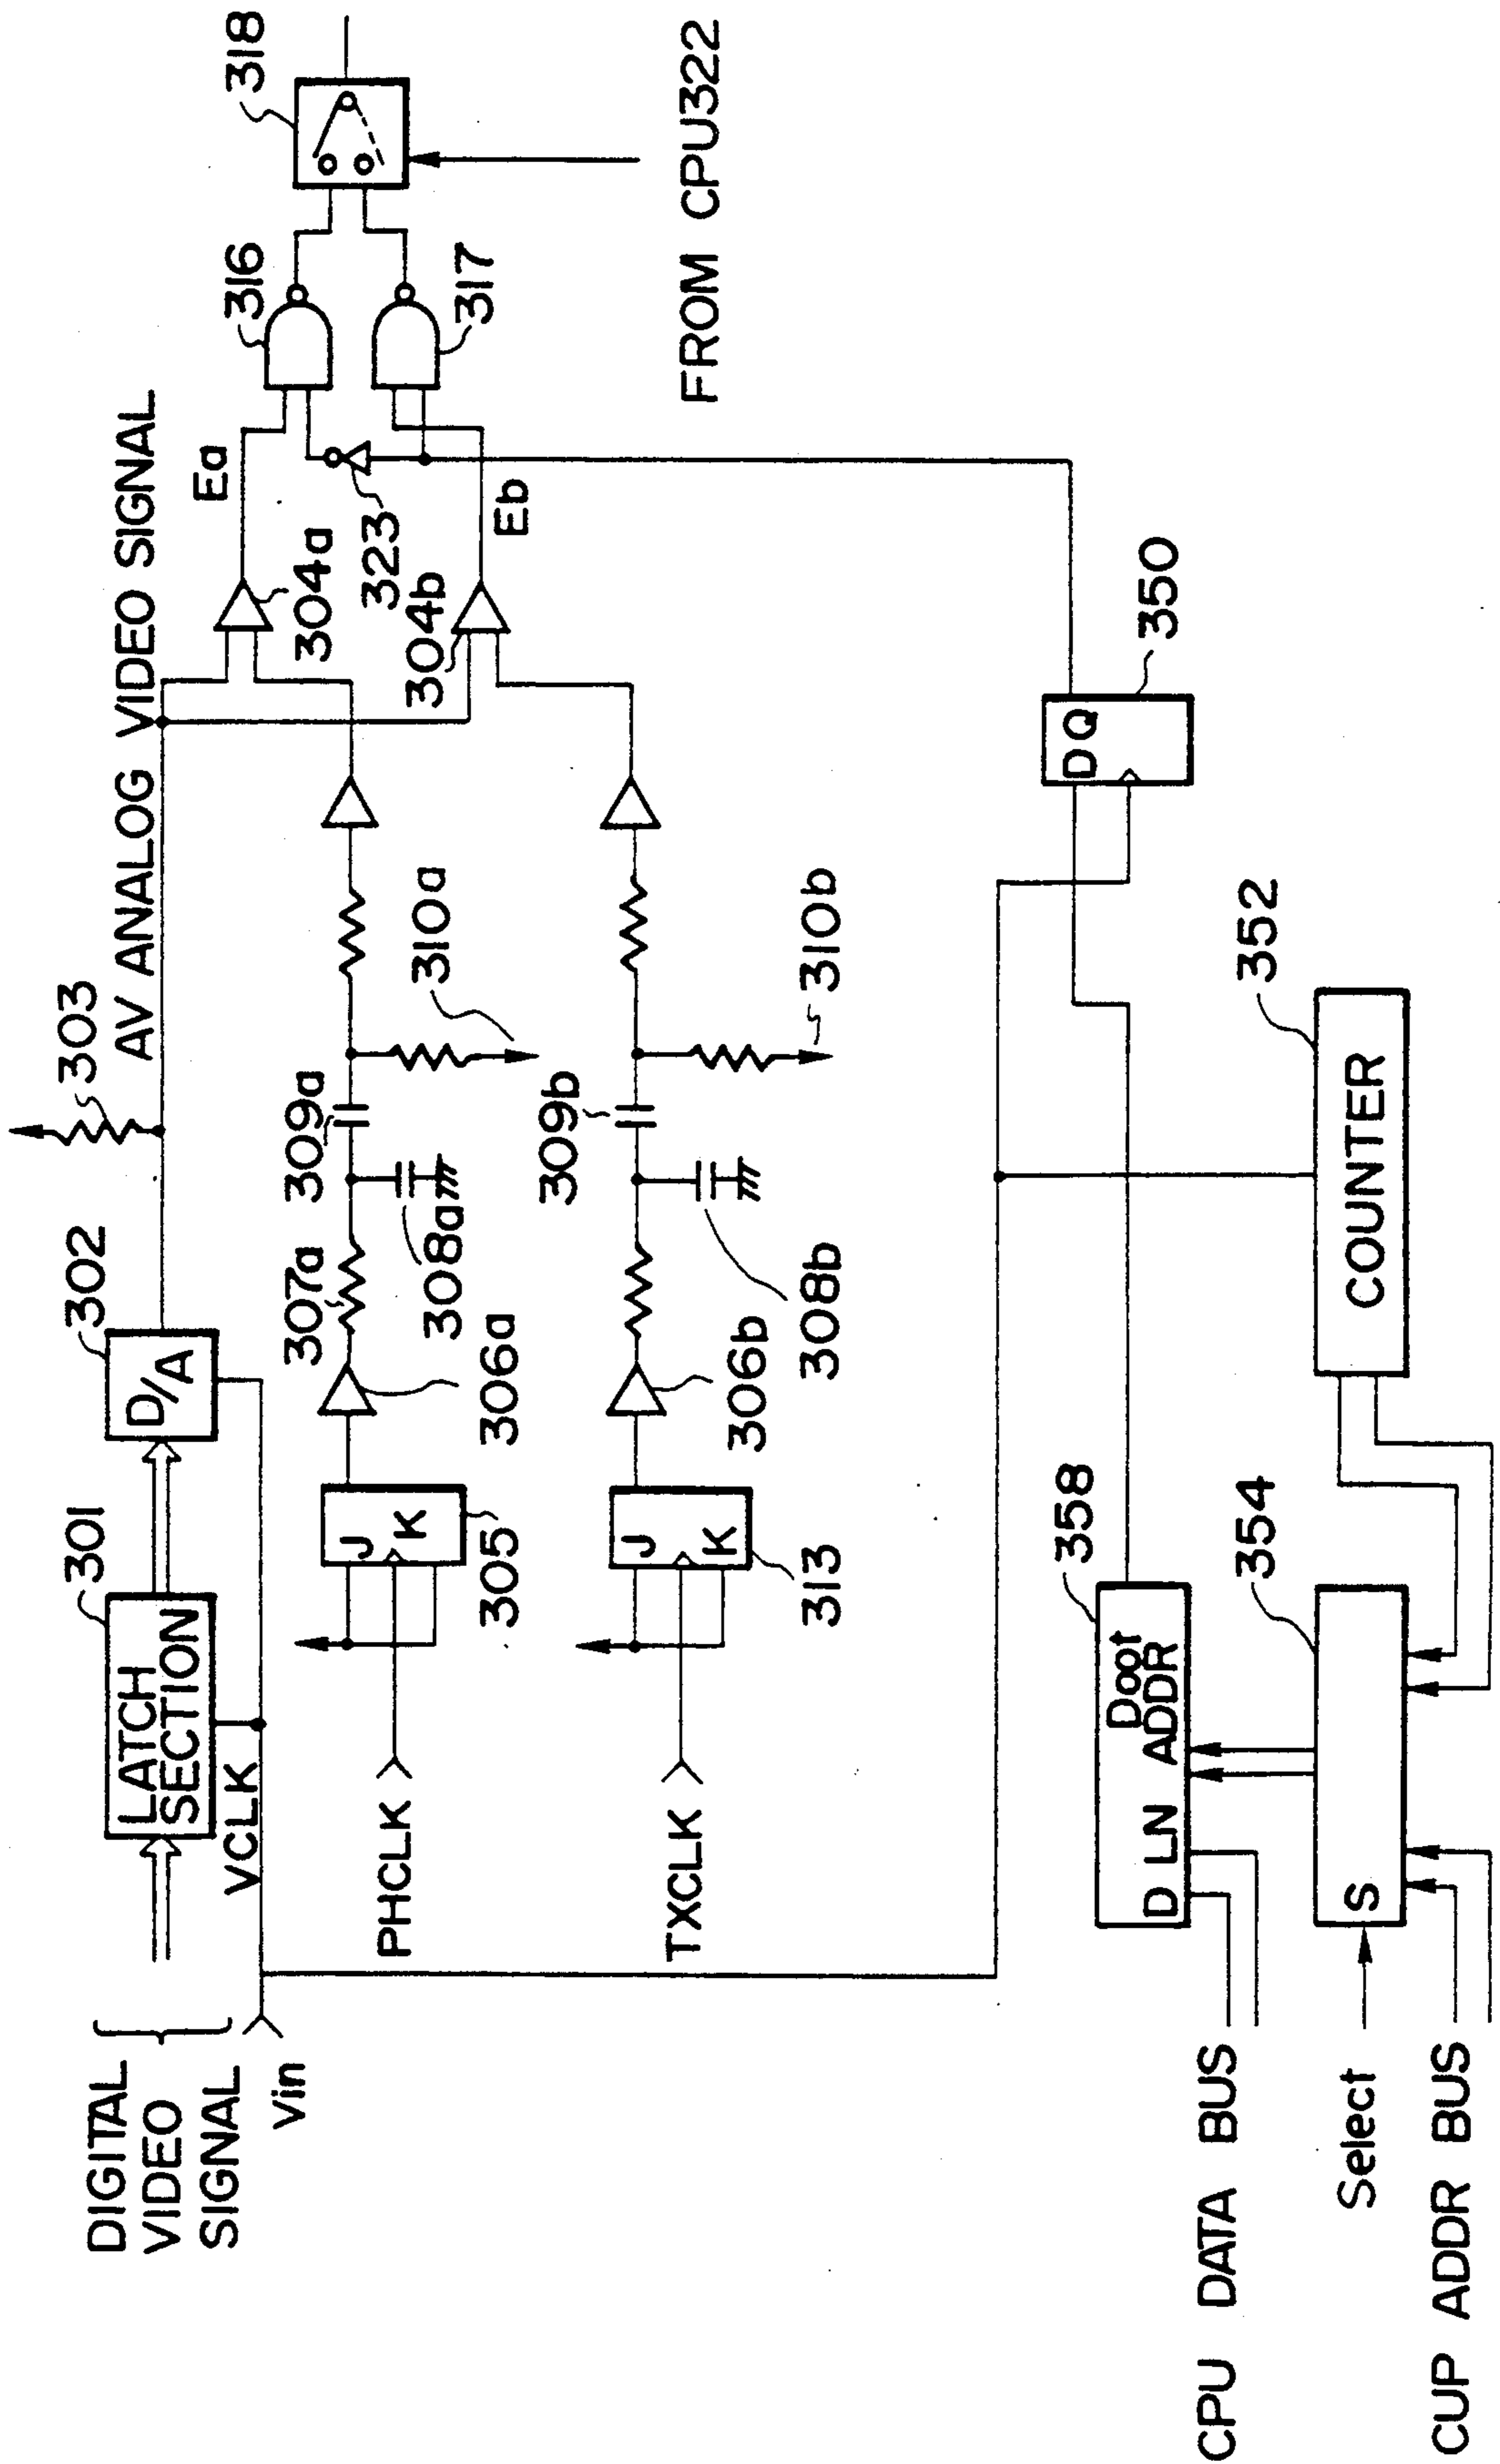 DIGITAL
VIDEO
SIGNAL
Vin
301
LATCH
SECTION
VCLK
302
D/A
303
AV ANALOG VIDEO SIGNAL
304a
Ea
316
318
PHCLK
J
K
305
306a
307a
308a
309a
310a
323
304b
Eb
317
FROM CPU322
TXCLK
J
K
313
306b
308b
309b
310b
D Q
350
358
Doot
D LN ADDR
CPU DATA BUS
354
S
Select
CUP ADDR BUS
352
COUNTER